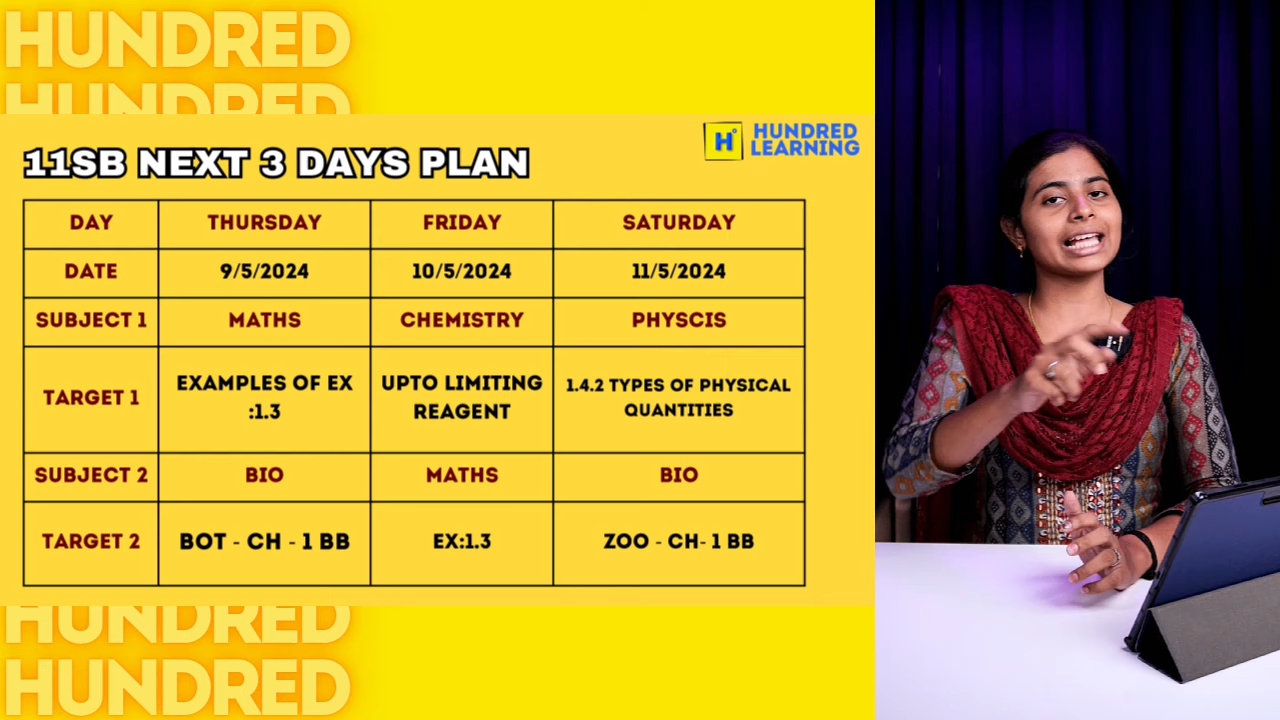 HUNDRED
HUNDRED
11SB NEXT 3 DAYS PLAN
H°
HUNDRED
LEARNING
DAY THURSDAY FRIDAY SATURDAY
DATE 9/5/2024 10/5/2024 11/5/2024
SUBJECT 1 MATHS CHEMISTRY PHYSCIS
TARGET 1
EXAMPLES OF EX
:1.3
UPTO LIMITING
REAGENT
1.4.2 TYPES OF PHYSICAL
QUANTITIES
SUBJECT 2 BIO MATHS BIO
TARGET 2 BOT - CH - 1 BB EX:1.3 ZOO - CH- 1 BB
HUNDRED
HUNDRED